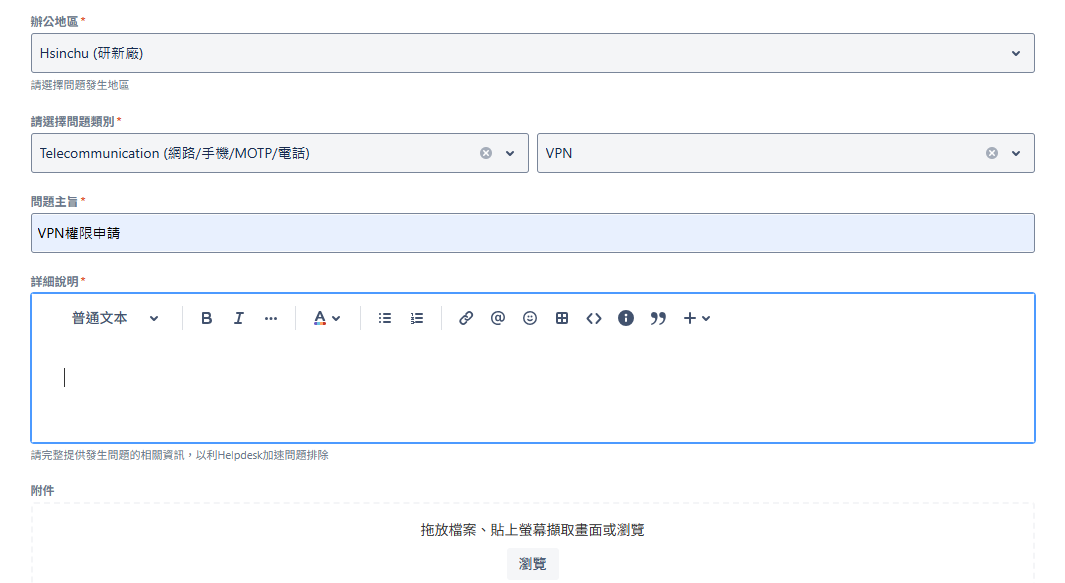 辦公地區*
Hsinchu (研新廠)
請選擇問題發生地區
請選擇問題類別*
Telecommunication (網路/手機/MOTP/電話)
VPN
問題主旨*
VPN權限申請
詳細說明*
普通文本 B I ... A @ <> i ” +
請完整提供發生問題的相關資訊，以利Helpdesk加速問題排除
附件
拖放檔案、貼上螢幕擷取畫面或瀏覽
瀏覽